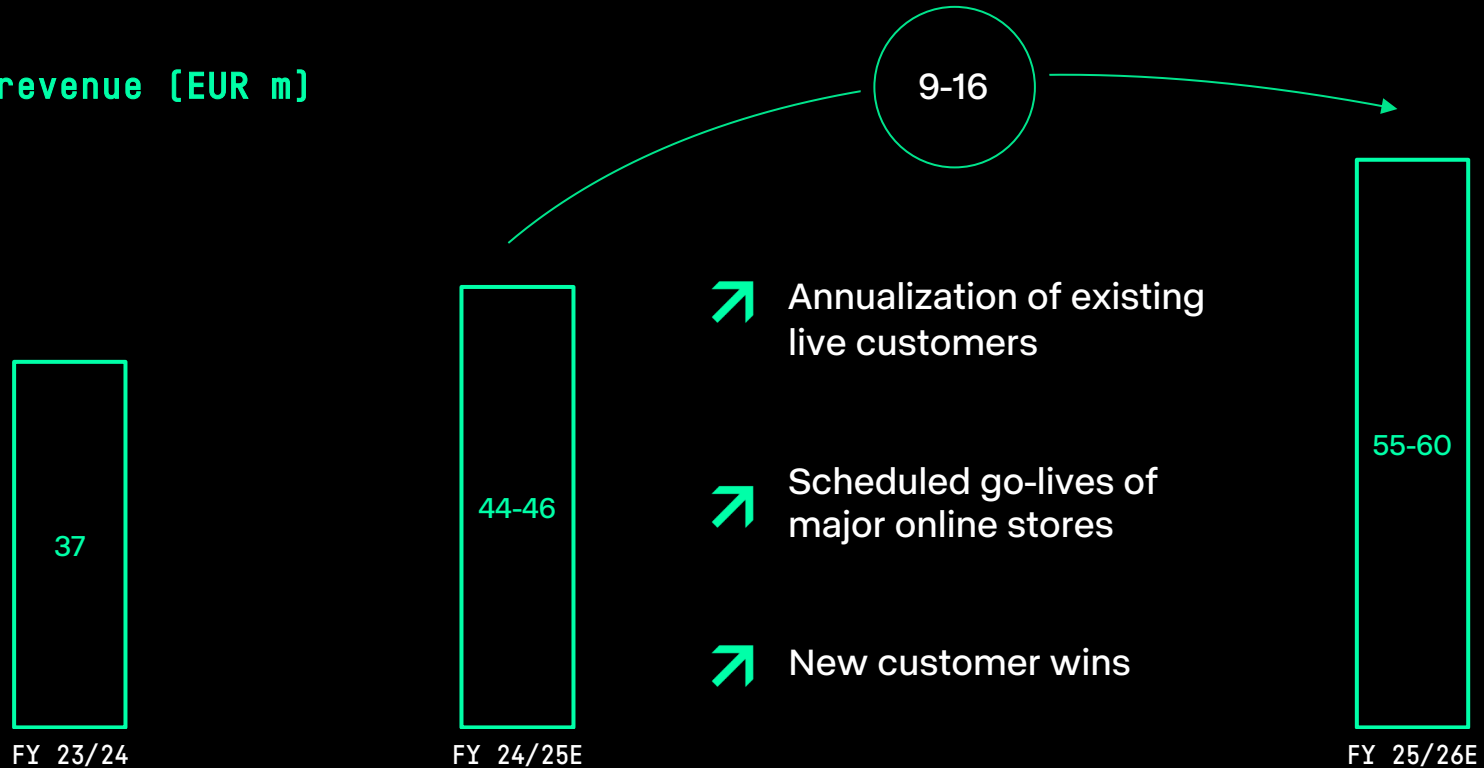 revenue (EUR m)
9-16
Annualization of existing
live customers
Scheduled go-lives of
major online stores
New customer wins
37
44-46
55-60
FY 23/24
FY 24/25E
FY 25/26E